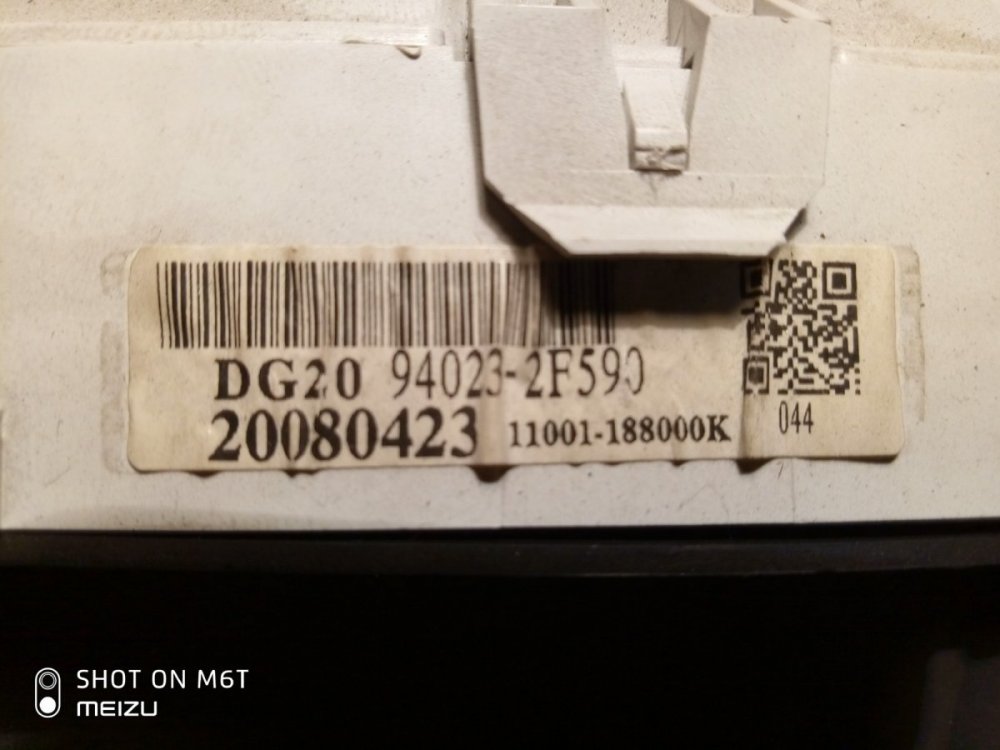 DG20 94023-2F590
20080423 11001-188000K 044
SHOT ON M6T
MEIZU